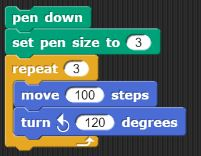 pen down
set pen size to 3
repeat 3
move 100 steps
turn ↺ 120 degrees